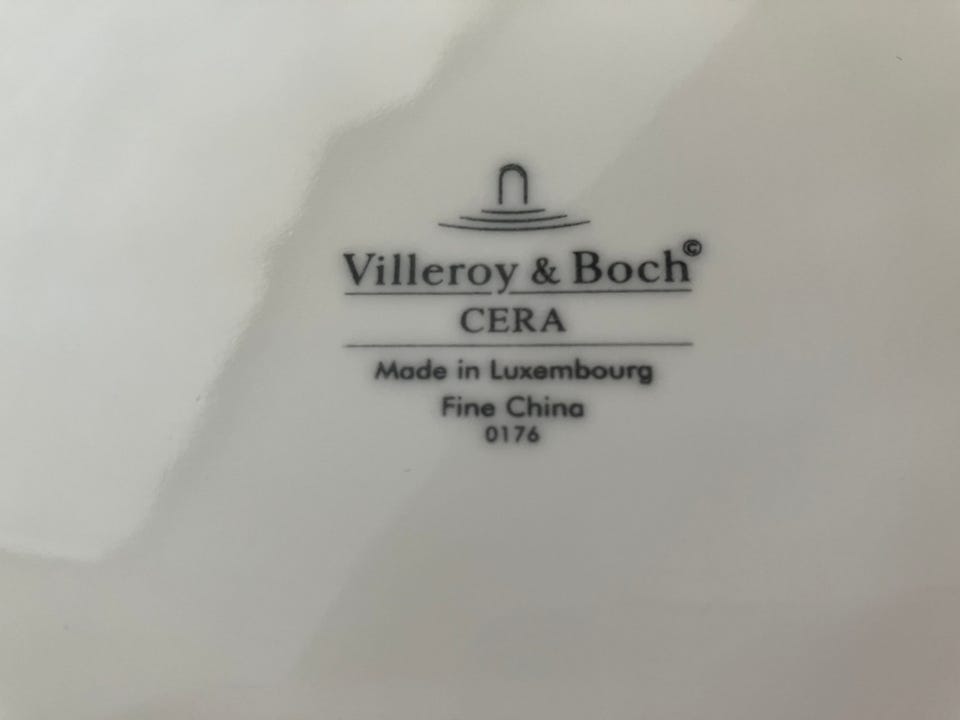 Villeroy & Boch©
CERA
Made in Luxembourg
Fine China
0176